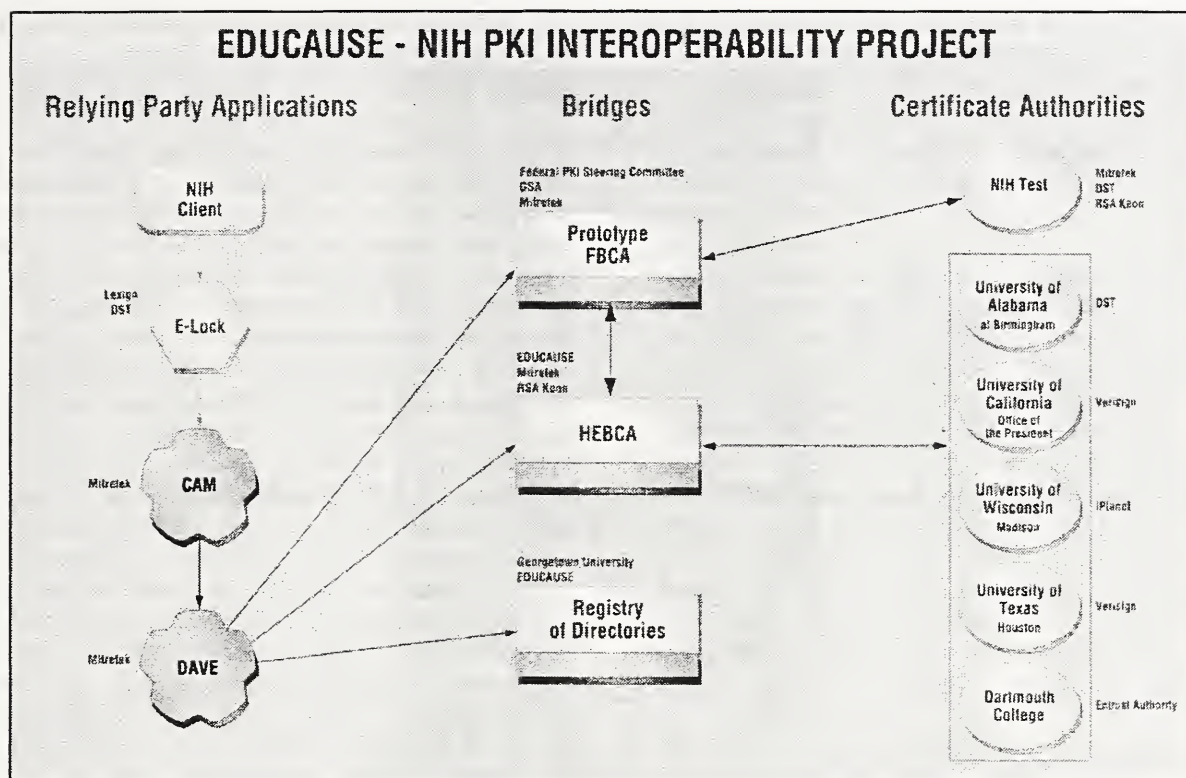 EDUCAUSE - NIH PKI INTEROPERABILITY PROJECT
Relying Party Applications
Bridges
Certificate Authorities
NIH
Client
Lexign
DST
E-Lock
Mitretek
CAM
Mitretek
DAVE
Federal PKI Steering Committee
GSA
Mitretek
Prototype
FBCA
EDUCAUSE
Mitretek
RSA Keon
HEBCA
Georgetown University
EDUCAUSE
Registry
of Directories
NIH Test
Mitretek
DST
RSA Keon
University of
Alabama
at Birmingham
DST
University of
California
Office of
the President
Verisign
University of
Wisconsin
Madison
iPlanet
University of
Texas
Houston
Verisign
Dartmouth
College
Entrust Authority